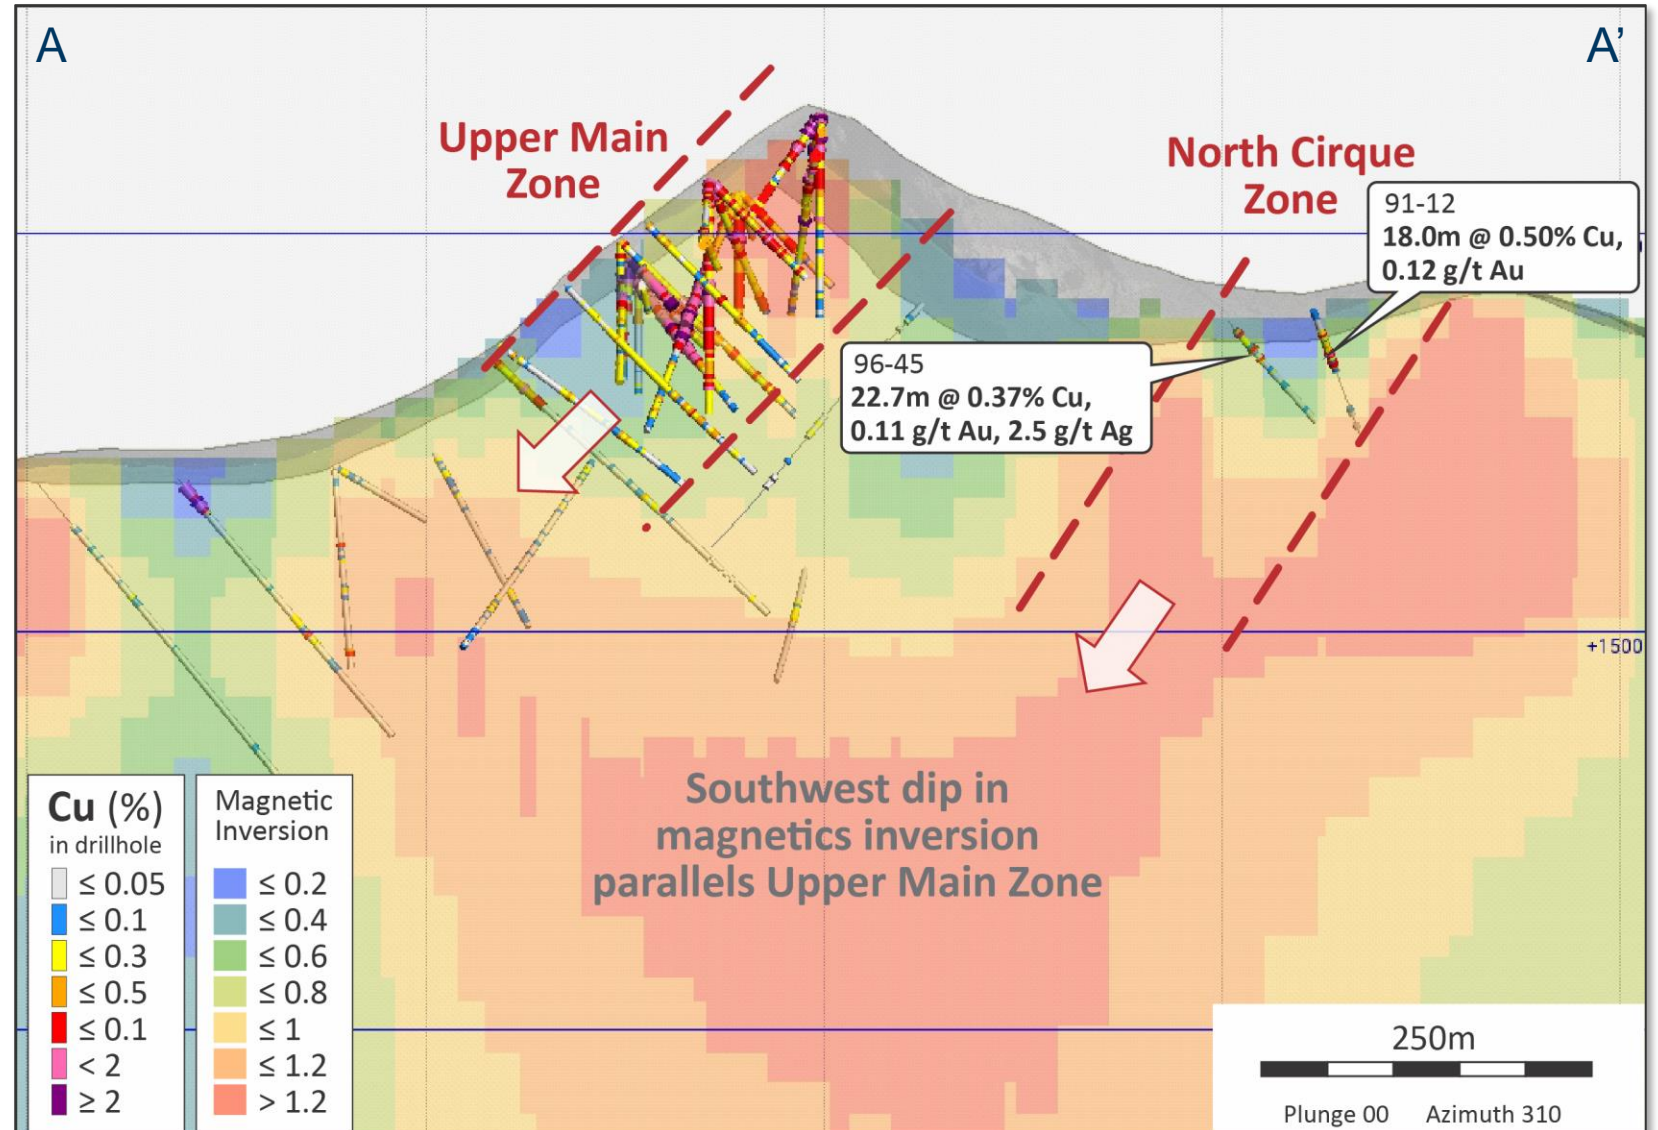 A
A’
Upper Main
Zone
North Cirque
Zone
91-12
18.0m @ 0.50% Cu,
0.12 g/t Au
96-45
22.7m @ 0.37% Cu,
0.11 g/t Au, 2.5 g/t Ag
+1500
Southwest dip in
magnetics inversion
parallels Upper Main Zone
Cu (%)
in drillhole
≤ 0.05
≤ 0.1
≤ 0.3
≤ 0.5
≤ 0.1
< 2
≥ 2
Magnetic
Inversion
≤ 0.2
≤ 0.4
≤ 0.6
≤ 0.8
≤ 1
≤ 1.2
> 1.2
250m
Plunge 00 Azimuth 310